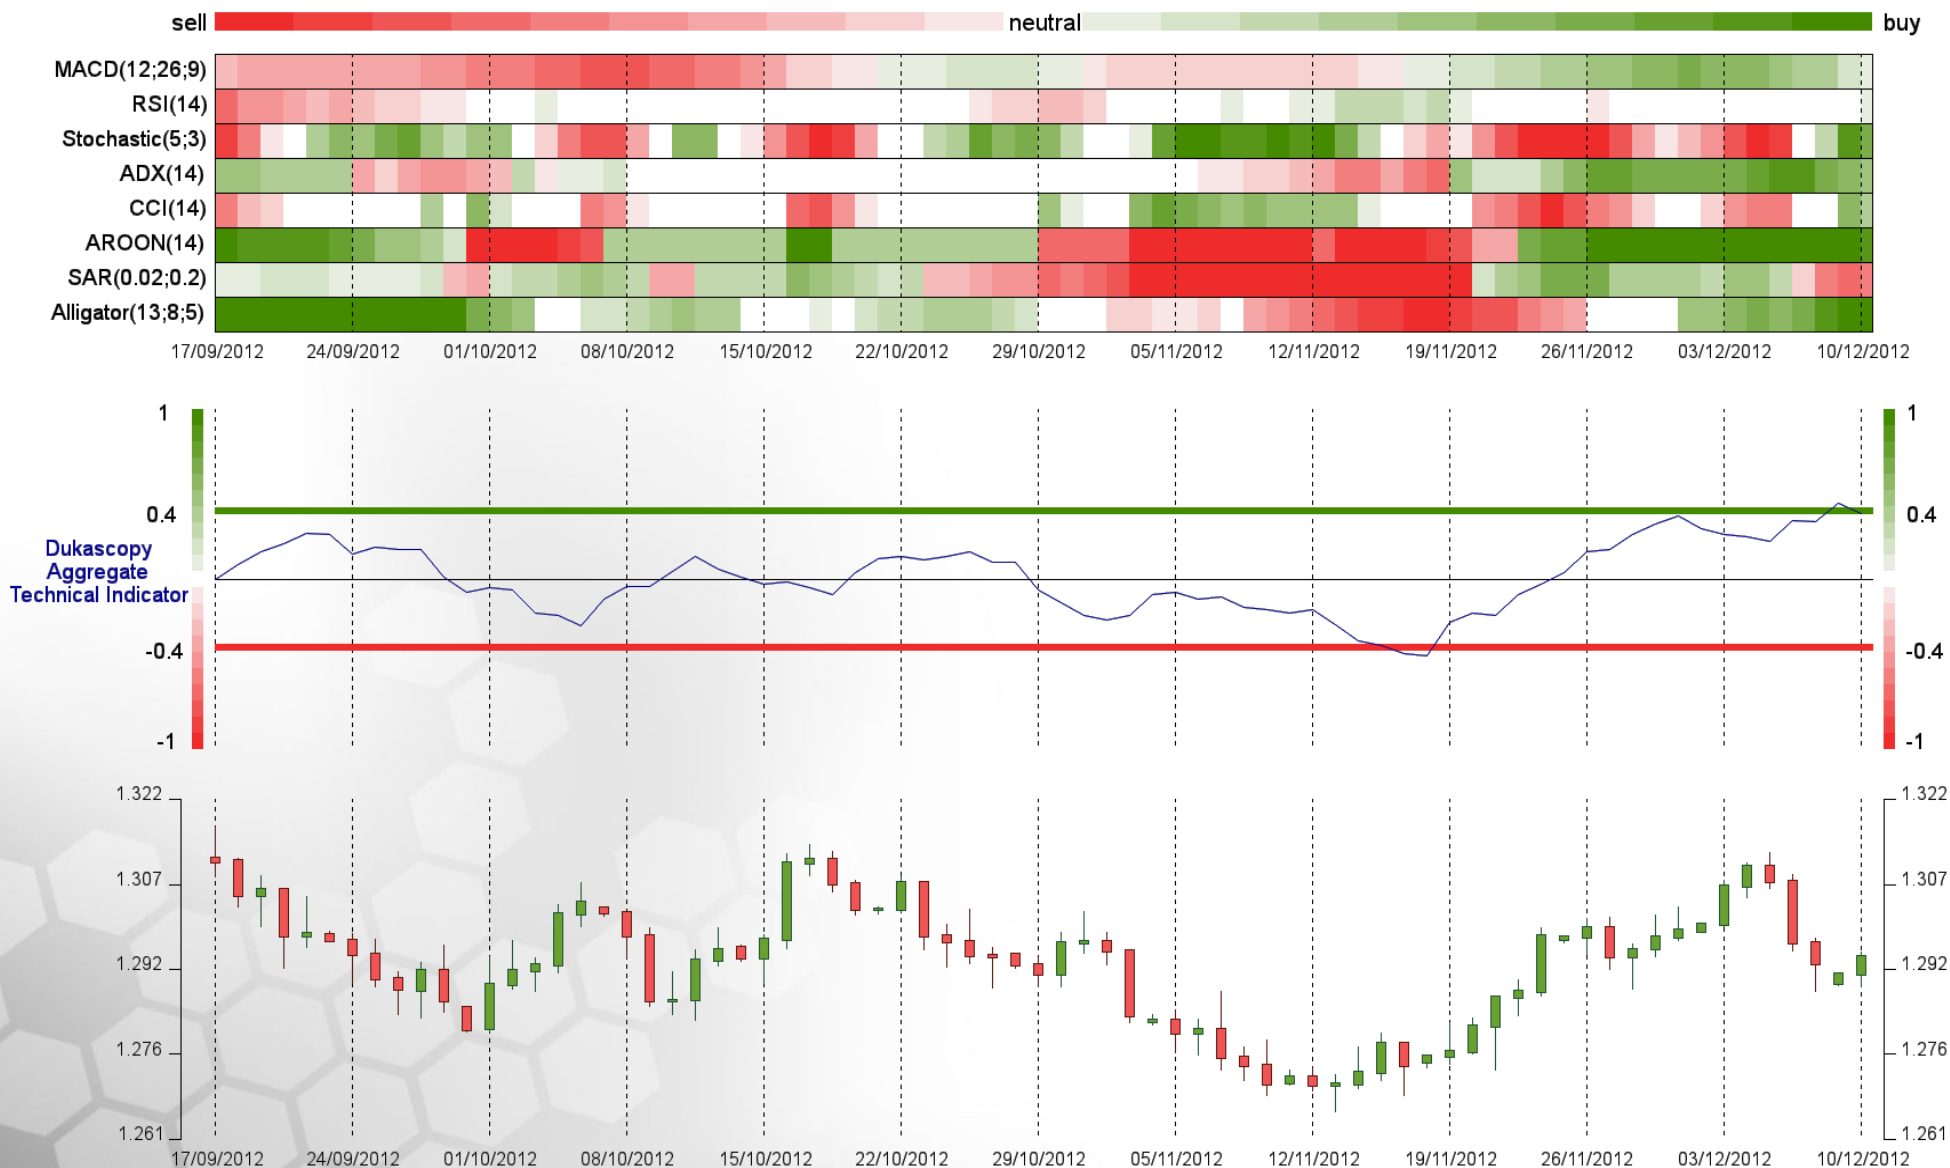 sell neutral buy
MACD(12;26;9)
RSI(14)
Stochastic(5;3)
ADX(14)
CCI(14)
AROON(14)
SAR(0.02;0.2)
Alligator(13;8;5)
17/09/2012 24/09/2012 01/10/2012 08/10/2012 15/10/2012 22/10/2012 29/10/2012 05/11/2012 12/11/2012 19/11/2012 26/11/2012 03/12/2012 10/12/2012
1 1
0.4 0.4
Dukascopy
Aggregate
Technical Indicator
-0.4 -0.4
-1 -1
1.322 1.322
1.307 1.307
1.292 1.292
1.276 1.276
1.261 1.261
17/09/2012 24/09/2012 01/10/2012 08/10/2012 15/10/2012 22/10/2012 29/10/2012 05/11/2012 12/11/2012 19/11/2012 26/11/2012 03/12/2012 10/12/2012